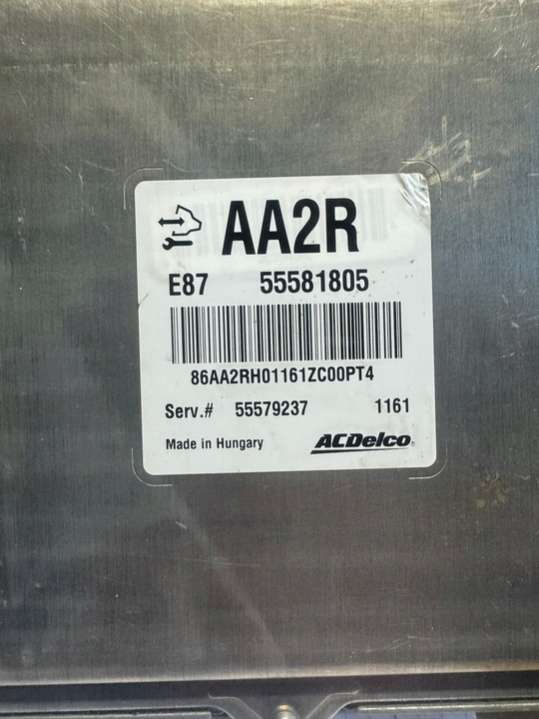 AA2R
E87 55581805
86AA2RH01161ZC00PT4
Serv.# 55579237 1161
Made in Hungary ACDelco